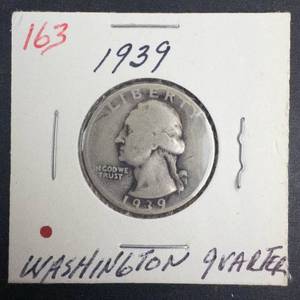 163
1939
LIBERTY
IN GOD WE
TRUST
1939
WASHINGTON QUARTER